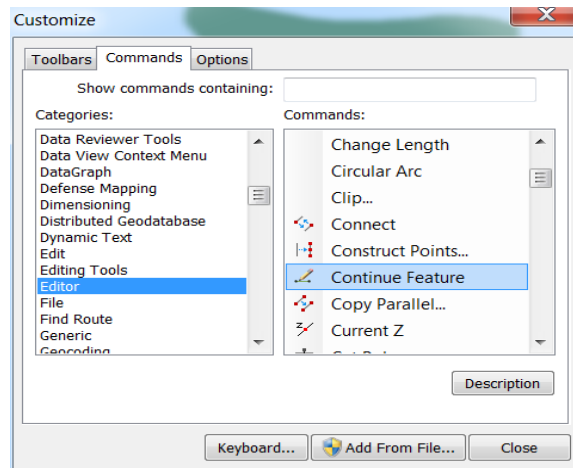 Customize
Toolbars Commands Options
Show commands containing:
Categories:
Data Reviewer Tools
Data View Context Menu
DataGraph
Defense Mapping
Dimensioning
Distributed Geodatabase
Dynamic Text
Edit
Editing Tools
Editor
File
Find Route
Generic
Geocoding
Commands:
Change Length
Circular Arc
Clip...
Connect
Construct Points...
Continue Feature
Copy Parallel...
Current Z
Description
Keyboard... Add From File... Close